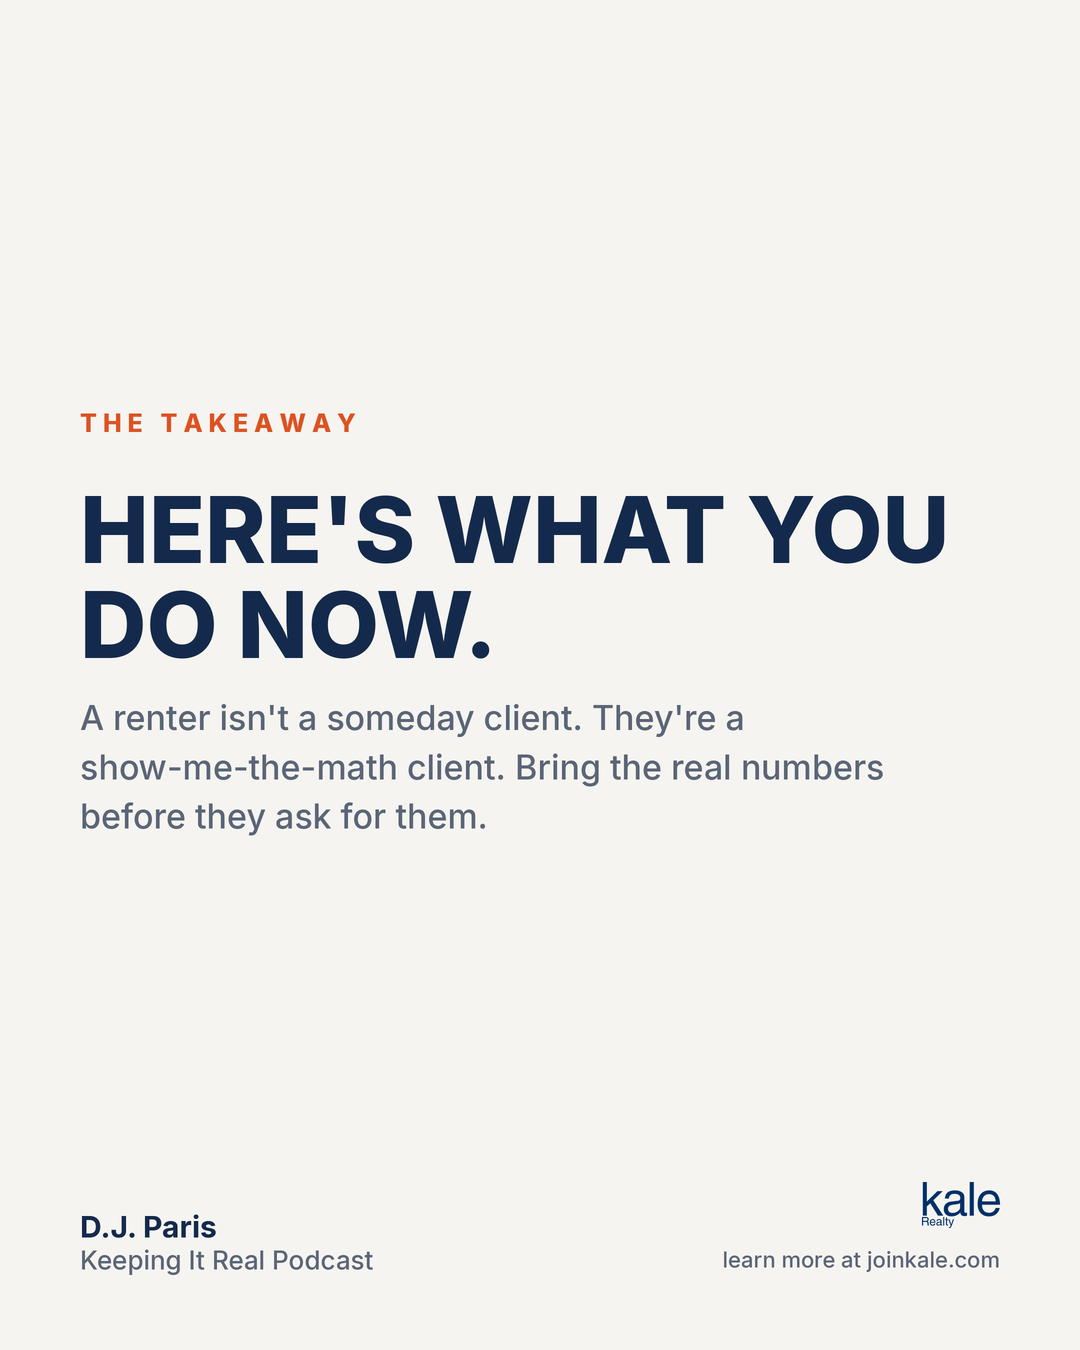 THE TAKEAWAY
HERE'S WHAT YOU
DO NOW.
A renter isn't a someday client. They're a
show-me-the-math client. Bring the real numbers
before they ask for them.
D.J. Paris
Keeping It Real Podcast
kale
Realty
learn more at joinkale.com